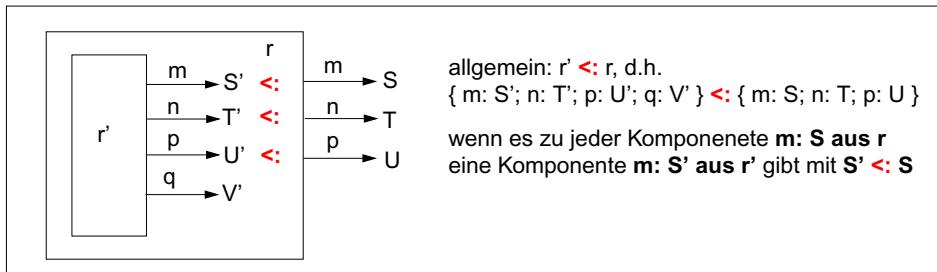 r
m S' <: m S
n T' <: n T
r'
p U' <: p U
q V'
allgemein: r' <: r, d.h.
{ m: S'; n: T'; p: U'; q: V' } <: { m: S; n: T; p: U }
wenn es zu jeder Komponenete m: S aus r
eine Komponente m: S' aus r' gibt mit S' <: S